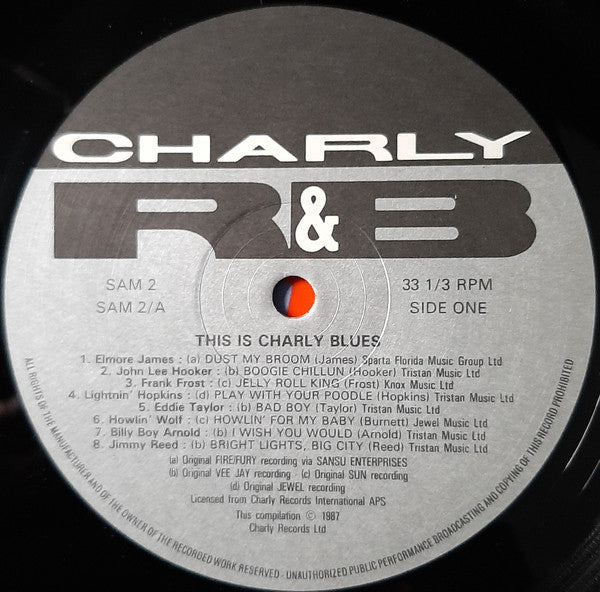 CHARLY
R&B
SAM 2
SAM 2/A
33 1/3 RPM
SIDE ONE
THIS IS CHARLY BLUES
1. Elmore James : (a) DUST MY BROOM (James) Sparta Florida Music Group Ltd
2. John Lee Hooker : (b) BOOGIE CHILLUN (Hooker) Tristan Music Ltd
3. Frank Frost : (c) JELLY ROLL KING (Frost) Knox Music Ltd
4. Lightnin' Hopkins : (d) PLAY WITH YOUR POODLE (Hopkins) Tristan Music Ltd
5. Eddie Taylor : (b) BAD BOY (Taylor) Tristan Music Ltd
6. Howlin' Wolf : (c) HOWLIN' FOR MY BABY (Burnett) Jewel Music Ltd
7. Billy Boy Arnold : (b) I WISH YOU WOULD (Arnold) Tristan Music Ltd
8. Jimmy Reed : (b) BRIGHT LIGHTS, BIG CITY (Reed) Tristan Music Ltd
(a) Original FIRE/FURY recording via SANSU ENTERPRISES
(b) Original VEE JAY recording - (c) Original SUN recording
(d) Original JEWEL recording
Licensed from Charly Records International APS
This compilation © 1987
Charly Records Ltd
ALL RIGHTS OF THE MANUFACTURER AND OF THE OWNER OF THE RECORDED WORK RESERVED - UNAUTHORIZED PUBLIC PERFORMANCE BROADCASTING AND COPYING OF THIS RECORD PROHIBITED